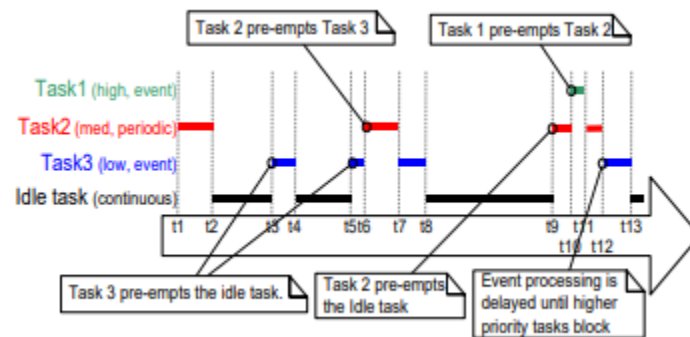 Task 2 pre-empts Task 3
Task 1 pre-empts Task 2
Task1 (high, event)
Task2 (med, periodic)
Task3 (low, event)
Idle task (continuous)
t1 t2 t3 t4 t5 t6 t7 t8 t9 t11 t13
t10 t12
Task 3 pre-empts the idle task.
Task 2 pre-empts
the Idle task
Event processing is
delayed until higher
priority tasks block